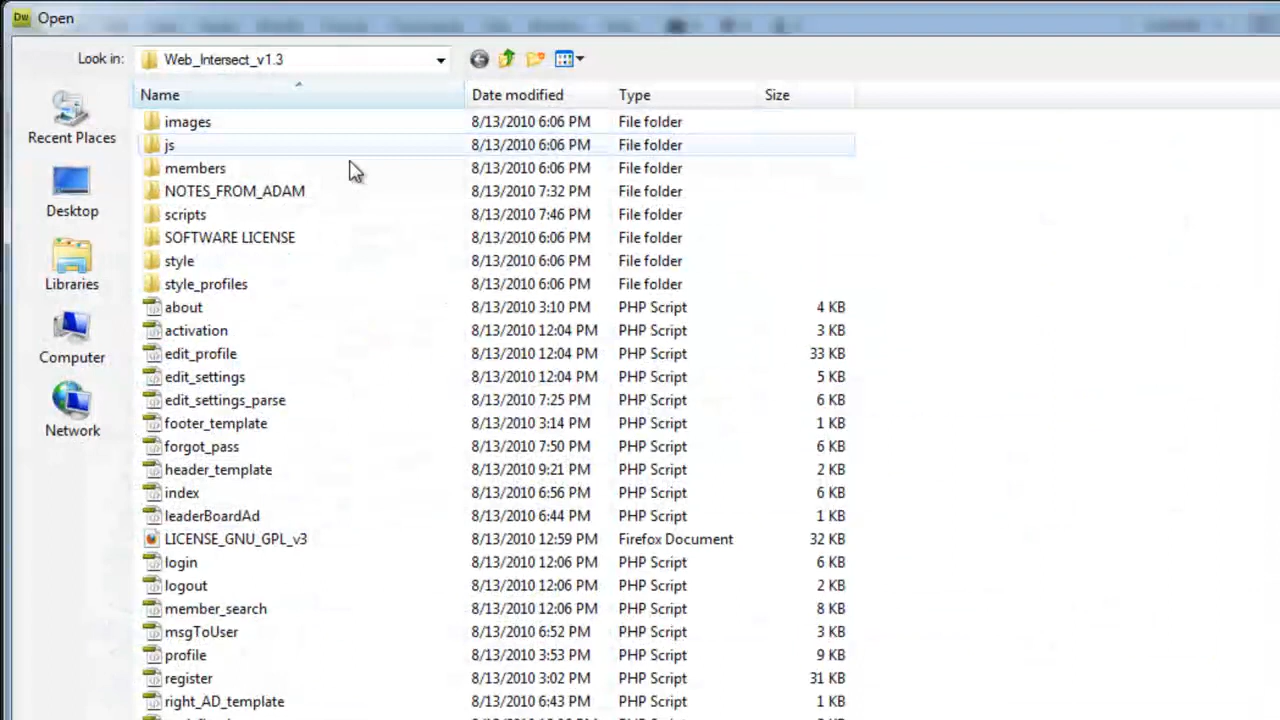 Dw Open
Look in: Web_Intersect_v1.3
Name Date modified Type Size
Recent Places
Desktop
Libraries
Computer
Network
images 8/13/2010 6:06 PM File folder
js 8/13/2010 6:06 PM File folder
members 8/13/2010 6:06 PM File folder
NOTES_FROM_ADAM 8/13/2010 7:32 PM File folder
scripts 8/13/2010 7:46 PM File folder
SOFTWARE LICENSE 8/13/2010 6:06 PM File folder
style 8/13/2010 6:06 PM File folder
style_profiles 8/13/2010 6:06 PM File folder
about 8/13/2010 3:10 PM PHP Script 4 KB
activation 8/13/2010 12:04 PM PHP Script 3 KB
edit_profile 8/13/2010 12:04 PM PHP Script 33 KB
edit_settings 8/13/2010 12:04 PM PHP Script 5 KB
edit_settings_parse 8/13/2010 7:25 PM PHP Script 6 KB
footer_template 8/13/2010 3:14 PM PHP Script 1 KB
forgot_pass 8/13/2010 7:50 PM PHP Script 6 KB
header_template 8/13/2010 9:21 PM PHP Script 2 KB
index 8/13/2010 6:56 PM PHP Script 6 KB
leaderBoardAd 8/13/2010 6:44 PM PHP Script 1 KB
LICENSE_GNU_GPL_v3 8/13/2010 12:59 PM Firefox Document 32 KB
login 8/13/2010 12:06 PM PHP Script 6 KB
logout 8/13/2010 12:06 PM PHP Script 2 KB
member_search 8/13/2010 12:06 PM PHP Script 8 KB
msgToUser 8/13/2010 6:52 PM PHP Script 3 KB
profile 8/13/2010 3:53 PM PHP Script 9 KB
register 8/13/2010 3:02 PM PHP Script 31 KB
right_AD_template 8/13/2010 6:43 PM PHP Script 1 KB